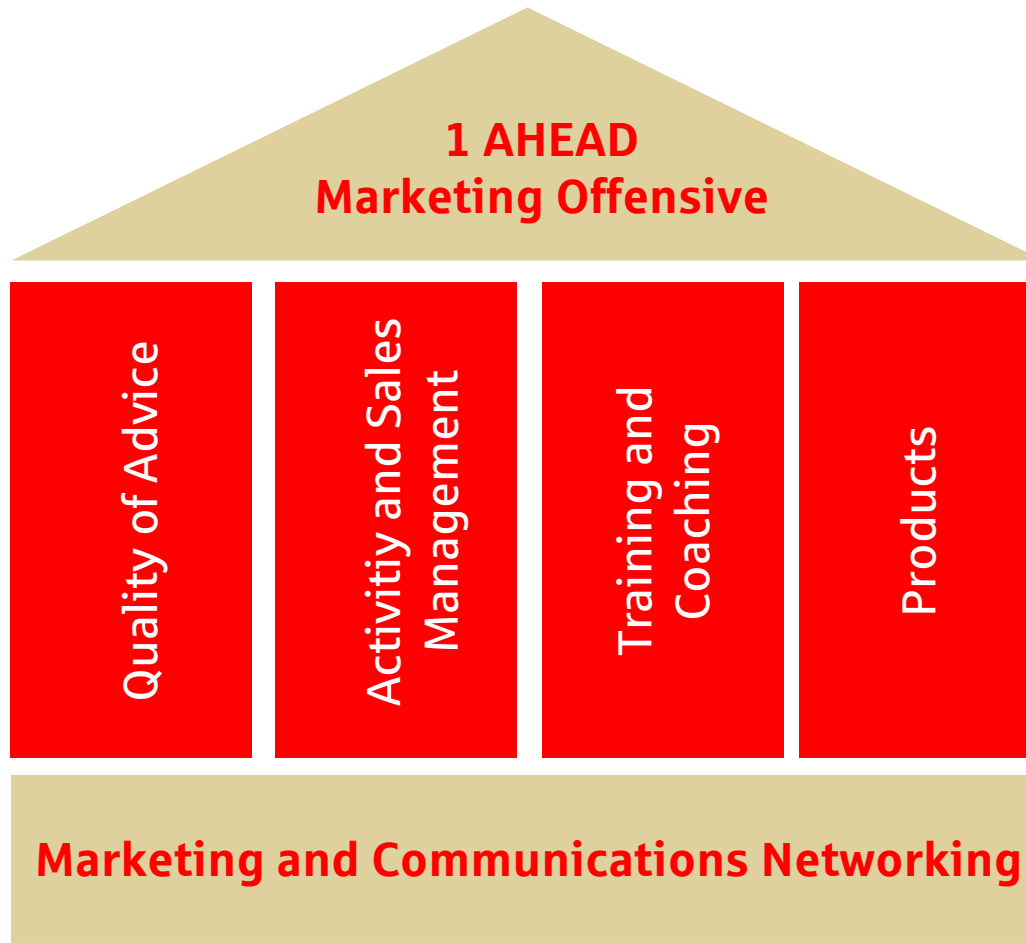 1 AHEAD
Marketing Offensive
Quality of Advice
Activitiy and Sales
Management
Training and
Coaching
Products
Marketing and Communications Networking